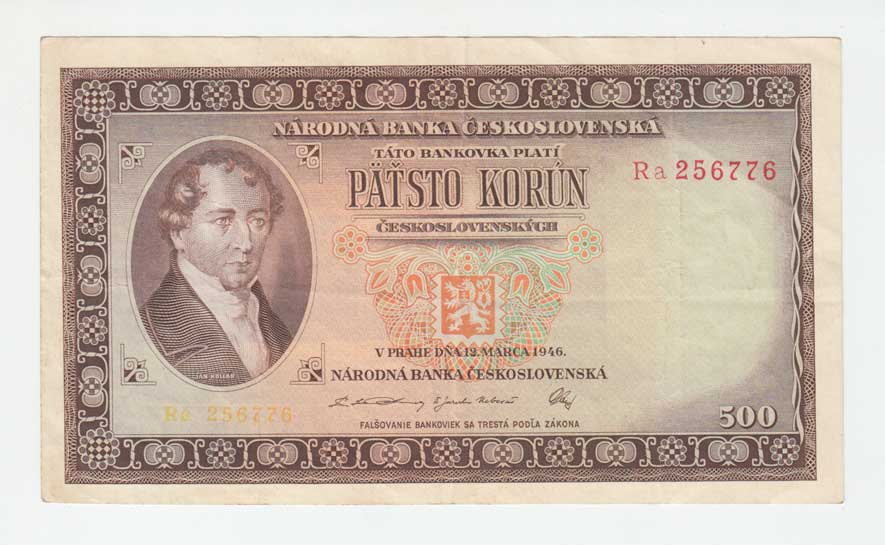 NÁRODNÁ BANKA ČESKOSLOVENSKÁ
TÁTO BANKOVKA PLATÍ
PÄŤSTO KORÚN
ČESKOSLOVENSKÝCH
Ra 256776
V PRAHE DŇA 12. MARCA 1946.
NÁRODNÁ BANKA ČESKOSLOVENSKÁ
JÁN KOLLÁR
Ra 256776
FALŠOVANIE BANKOVIEK SA TRESTÁ PODĽA ZÁKONA
500